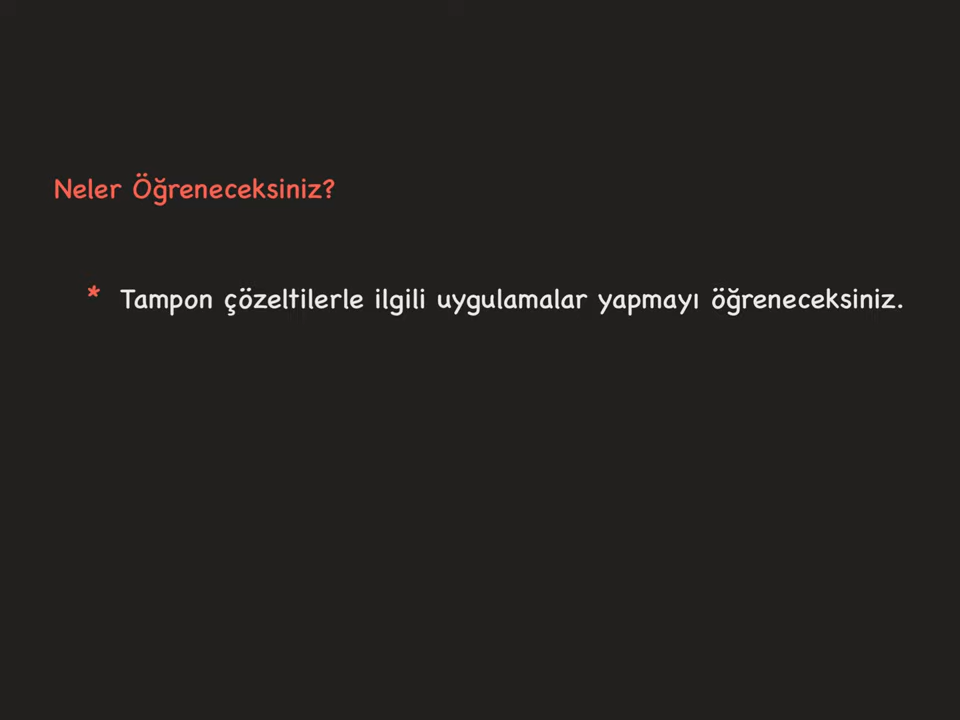 Neler Öğreneceksiniz?
* Tampon çözeltilerle ilgili uygulamalar yapmayı öğreneceksiniz.